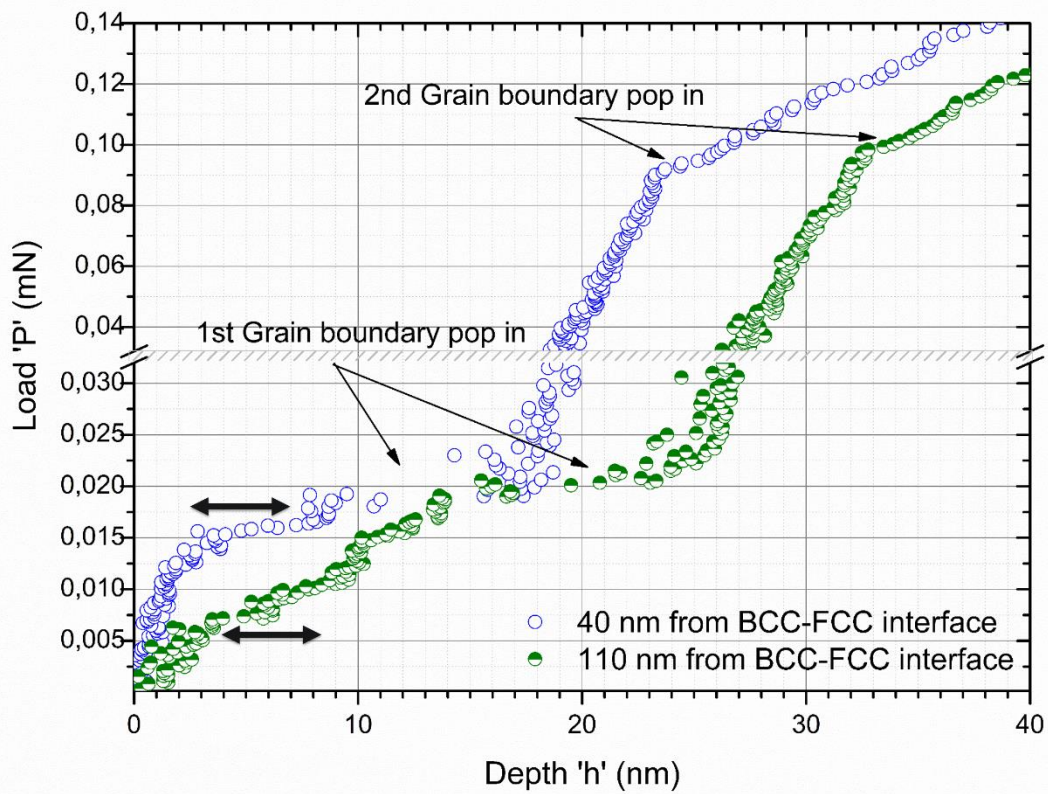 0,14
0,12
0,10
0,08
0,06
0,04
0,030
0,025
0,020
0,015
0,010
0,005
Load 'P' (mN)
2nd Grain boundary pop in
1st Grain boundary pop in
40 nm from BCC-FCC interface
110 nm from BCC-FCC interface
0 10 20 30 40
Depth 'h' (nm)